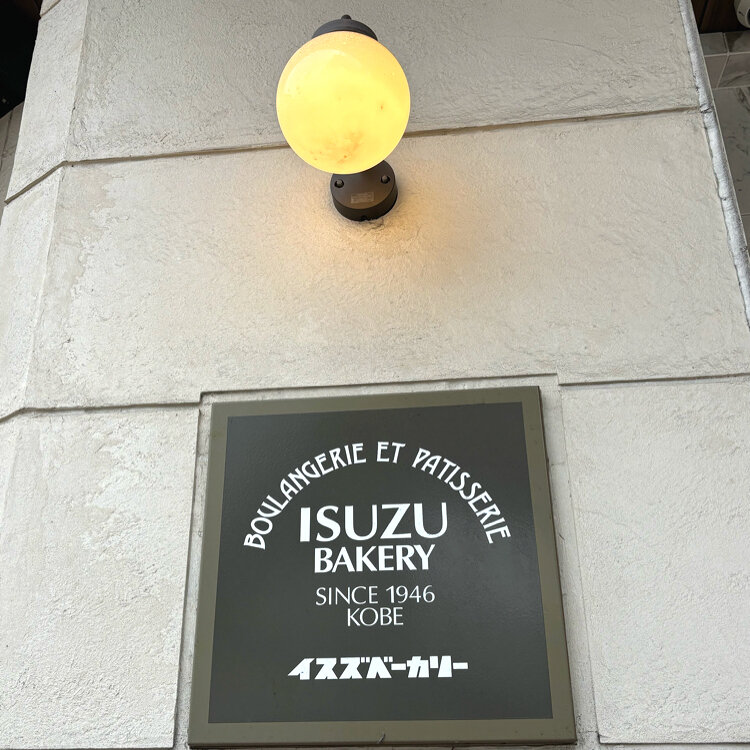 BOULANGERIE ET PATISSERIE
ISUZU
BAKERY
SINCE 1946
KOBE
イスズベーカリー